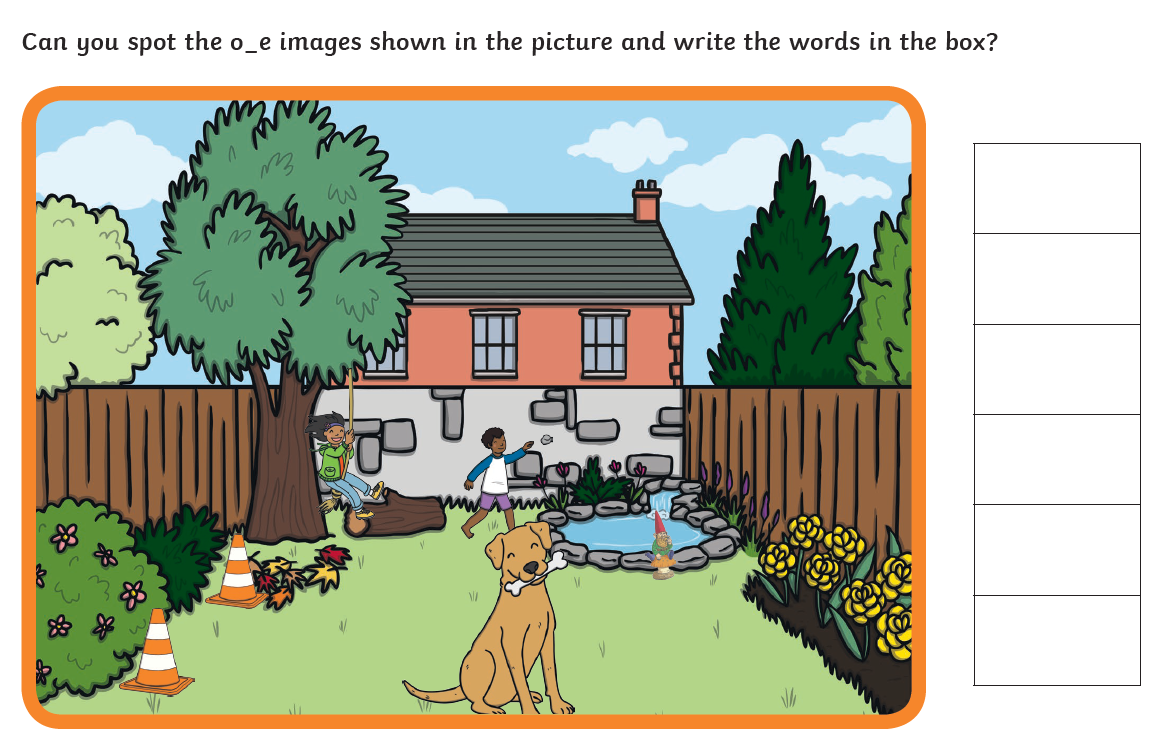 Can you spot the o_e images shown in the picture and write the words in the box?